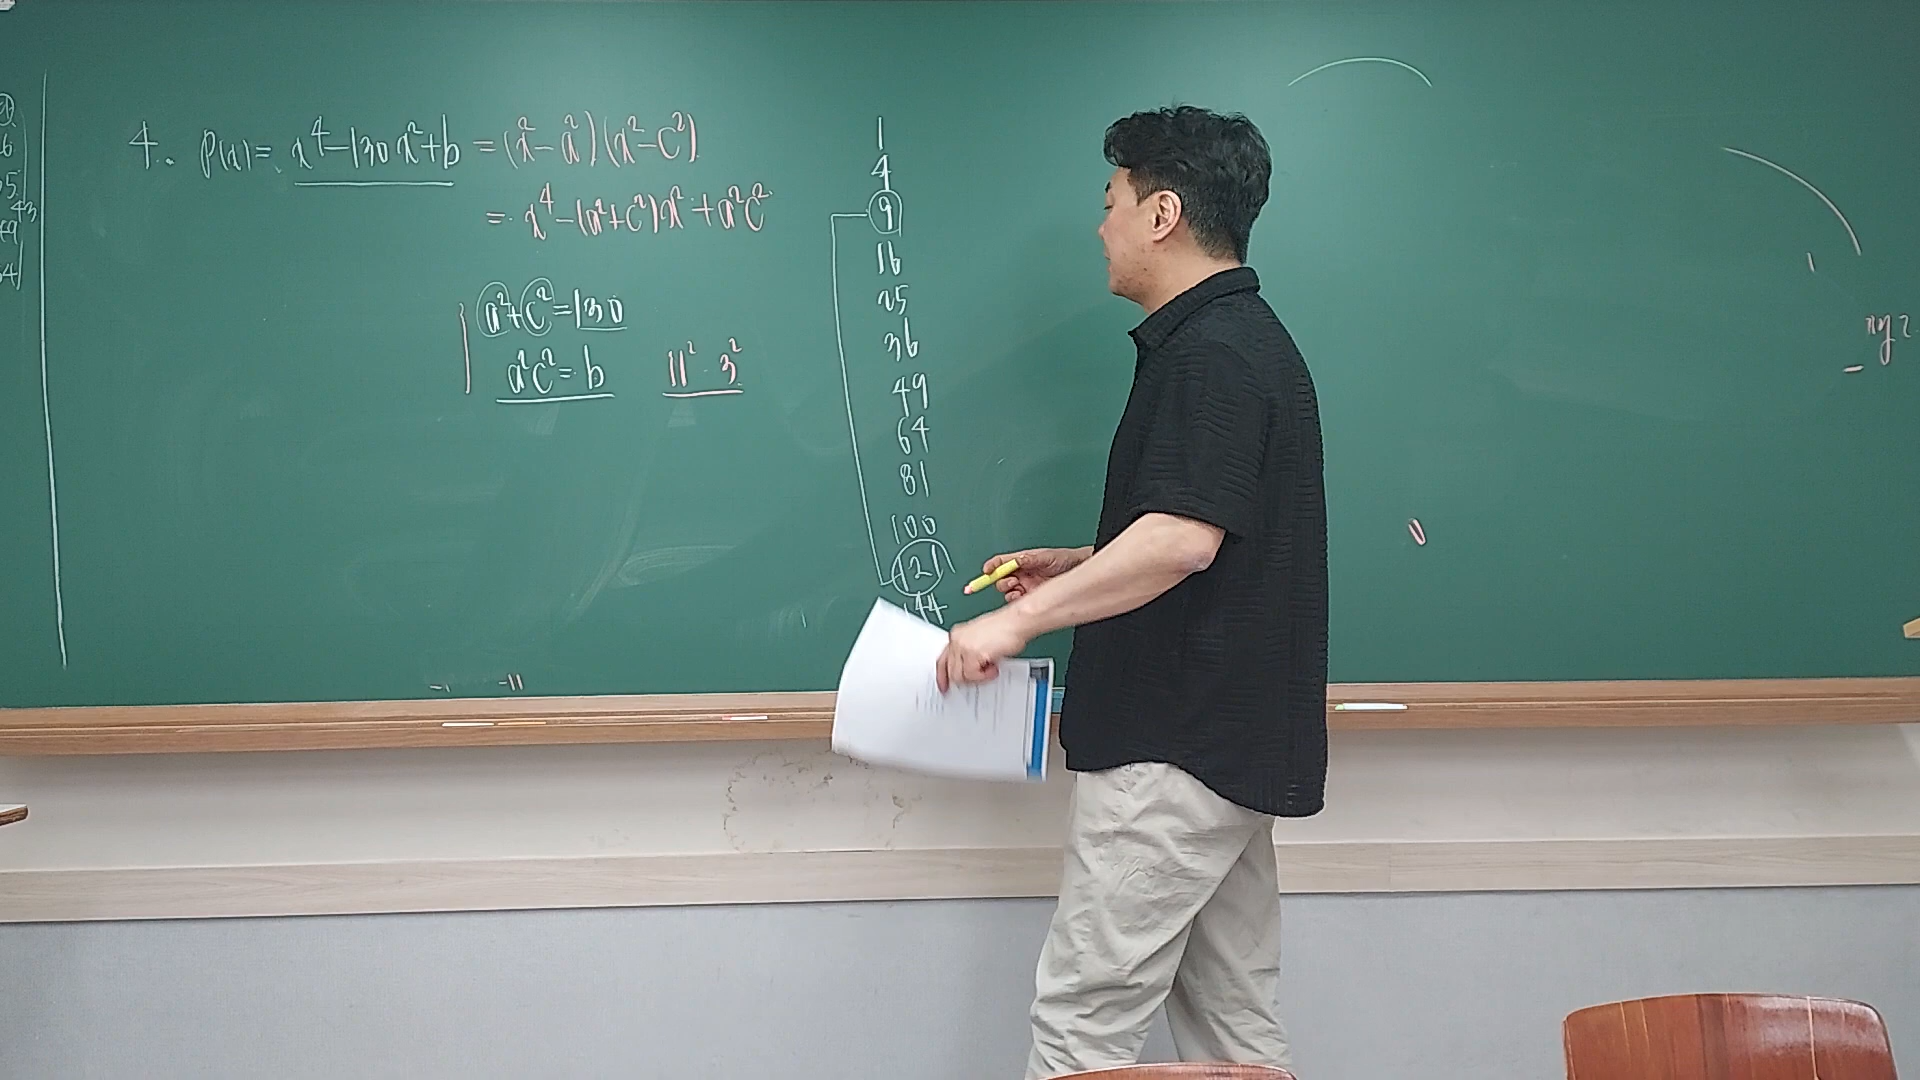 4. P(x) = x⁴-130x²+b = (x²-a²)(x²-c²)
= x⁴-(a²+c²)x²+a²c²
a²+c²=130
a²c²=b 11²·3²
1
4
9
16
25
36
49
64
81
100
121
144
xyz